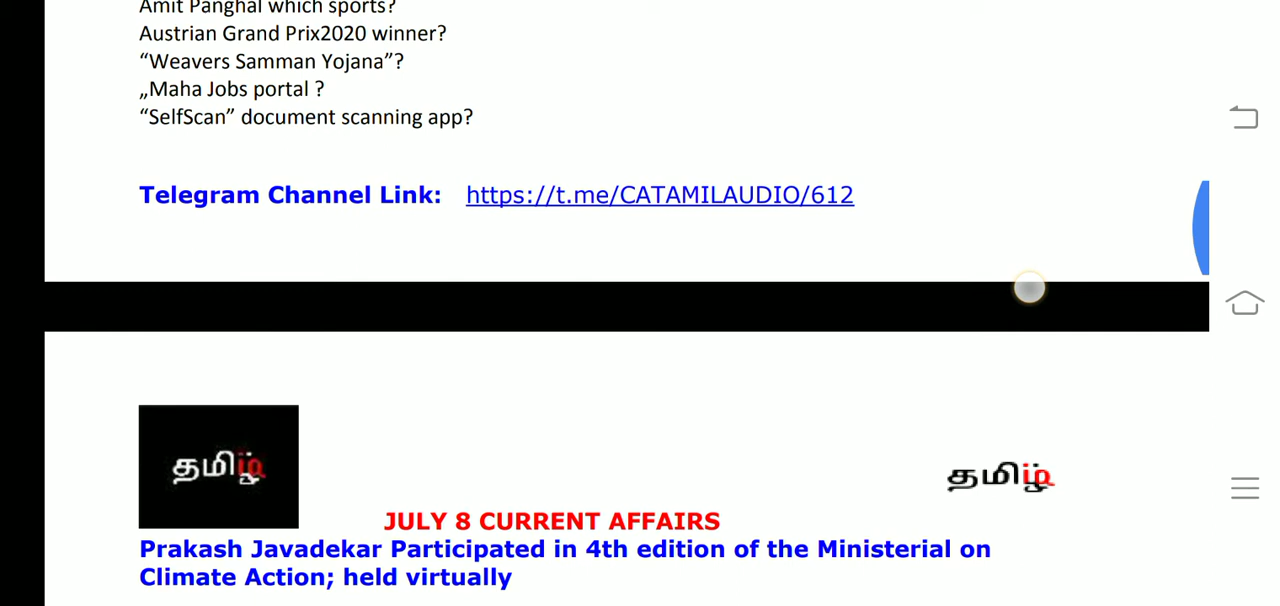 Amit Panghal which sports?
Austrian Grand Prix2020 winner?
“Weavers Samman Yojana”?
„Maha Jobs portal ?
“SelfScan” document scanning app?
Telegram Channel Link: https://t.me/CATAMILAUDIO/612
தமிழ்
தமிழ்
JULY 8 CURRENT AFFAIRS
Prakash Javadekar Participated in 4th edition of the Ministerial on
Climate Action; held virtually